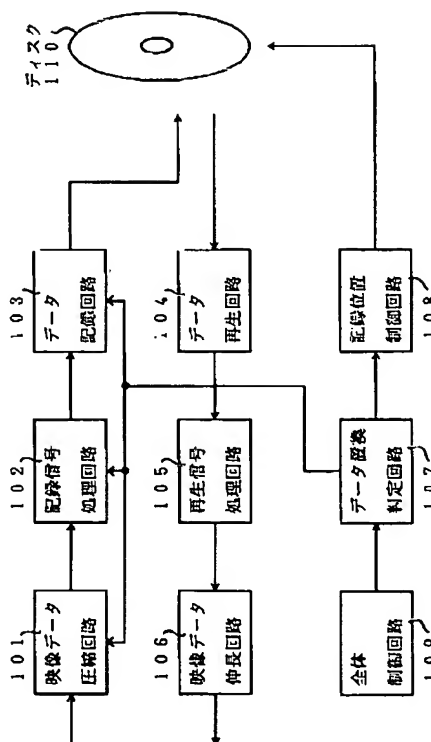 ディスク
110
101
映像データ
圧縮回路
102
記録信号
処理回路
103
データ
記録回路
106
映像データ
伸長回路
105
再生信号
処理回路
104
データ
再生回路
109
全体
制御回路
107
データ置換
判定回路
108
記録位置
制御回路